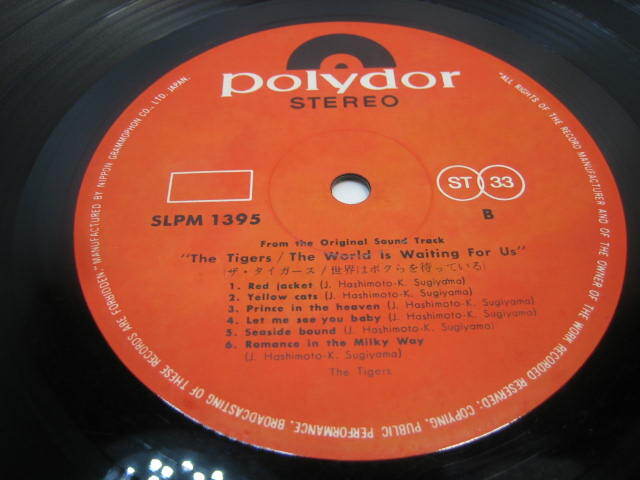 polydor
STEREO
SLPM 1395
ST 33
B
From the Original Sound Track
"The Tigers / The World is Waiting For Us"
(ザ・タイガース / 世界はボクらを待っている)
1. Red jacket (J. Hashimoto-K. Sugiyama)
2. Yellow cats (J. Hashimoto-K. Sugiyama)
3. Prince in the heaven (J. Hashimoto-K. Sugiyama)
4. Let me see you baby (J. Hashimoto-K. Sugiyama)
5. Seaside bound (J. Hashimoto-K. Sugiyama)
6. Romance in the Milky Way
(J. Hashimoto-K. Sugiyama)
The Tigers
"ALL RIGHTS OF THE RECORD MANUFACTURER AND OF THE OWNER OF THE WORK RECORDED RESERVED: COPYING, PUBLIC PERFORMANCE, BROADCASTING OF THESE RECORDS ARE FORBIDDEN." MANUFACTURED BY NIPPON GRAMMOPHON CO., LTD. JAPAN.